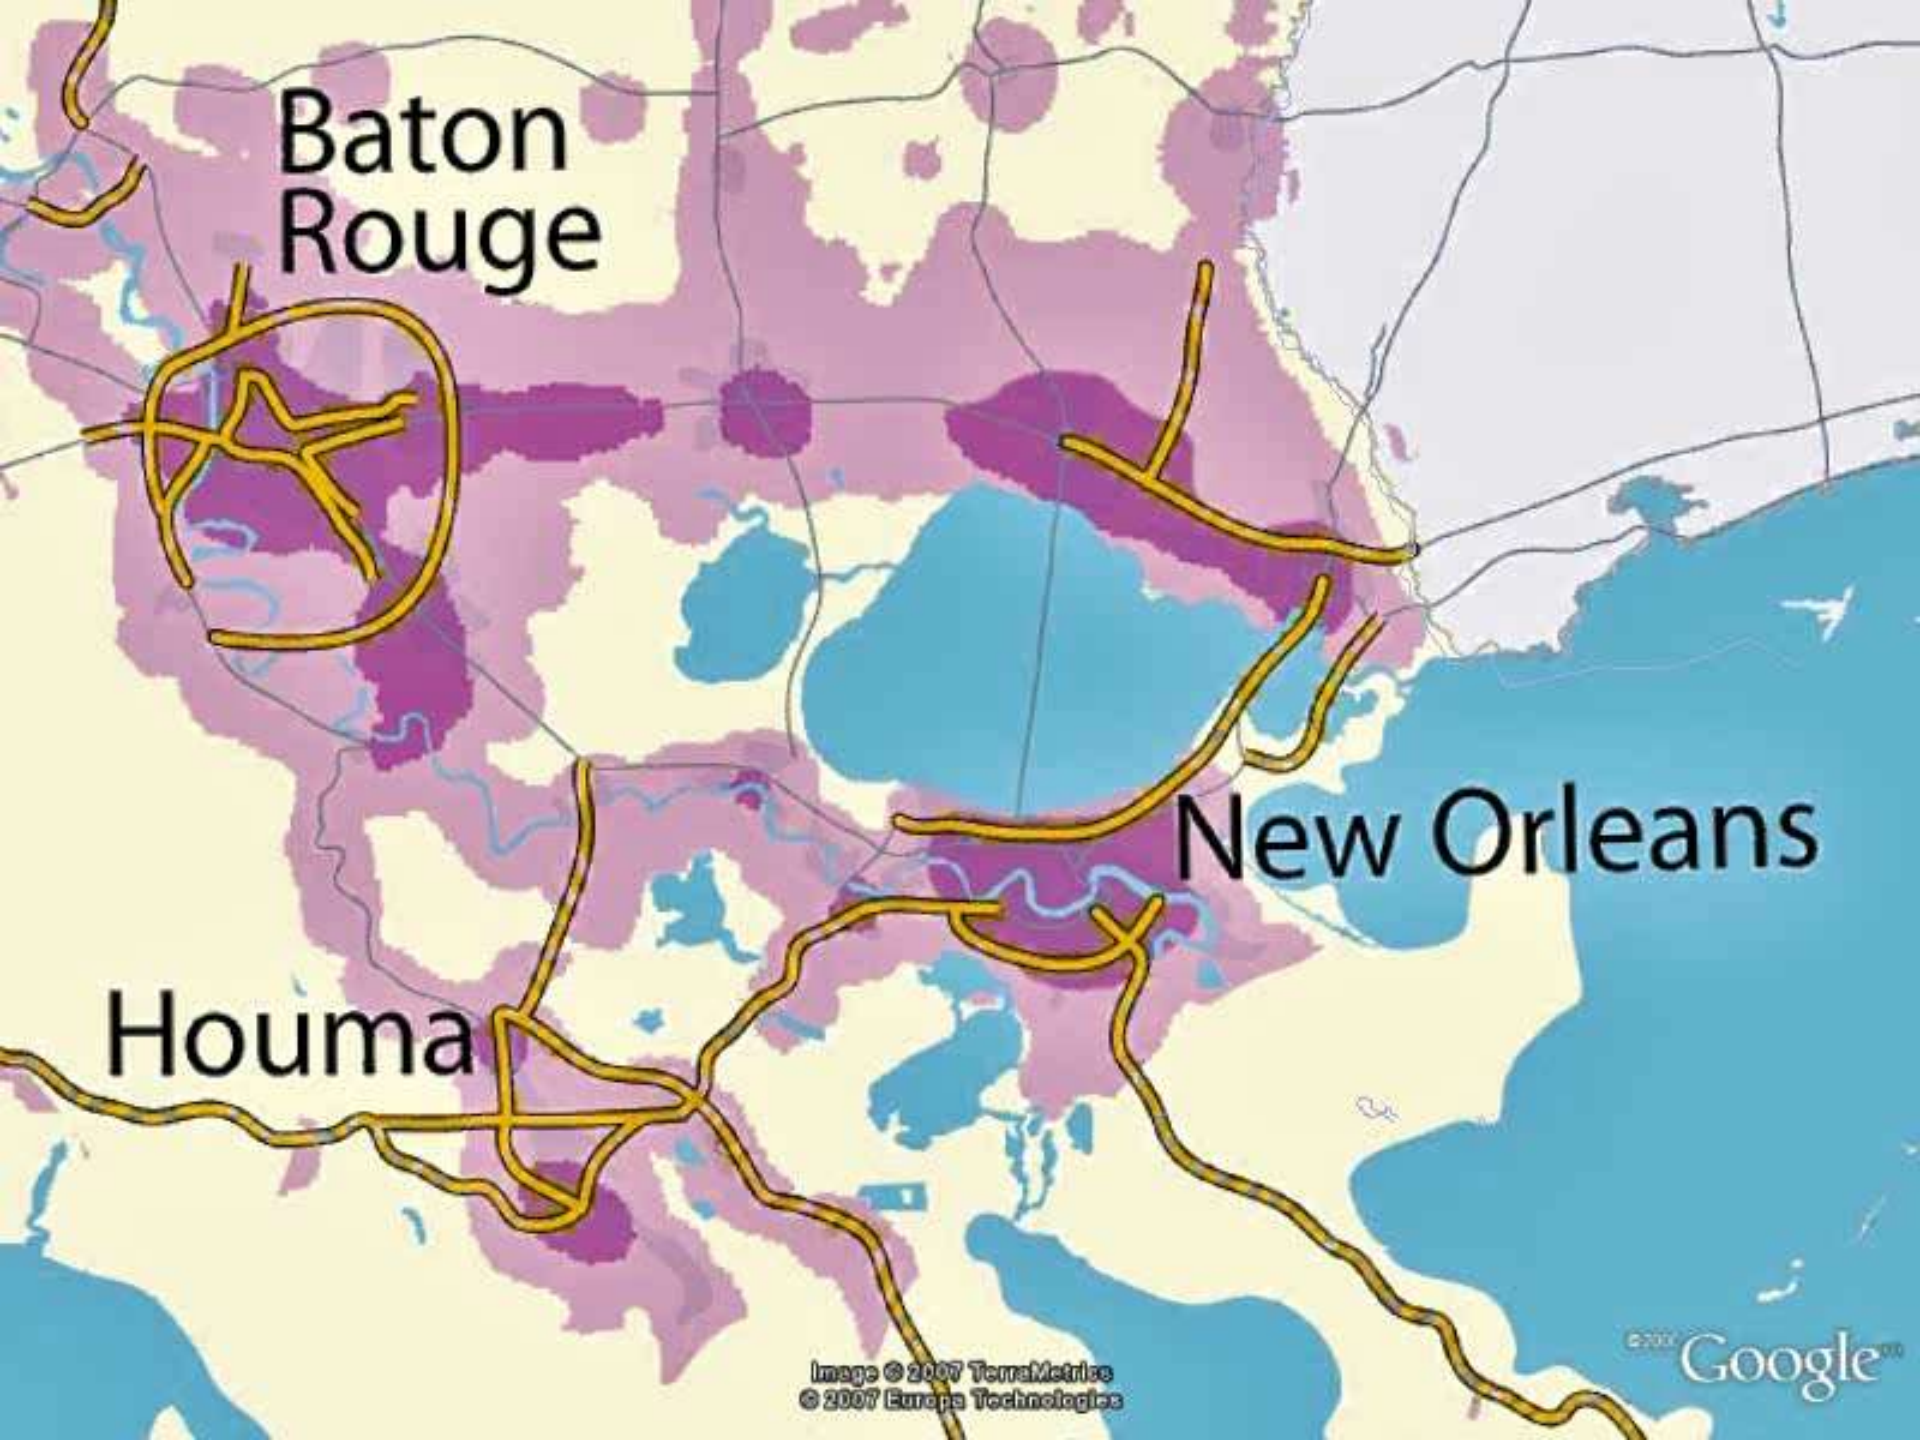 Baton
Rouge
New Orleans
Houma
Image © 2007 TerraMetrics
© 2007 Europa Technologies
Google